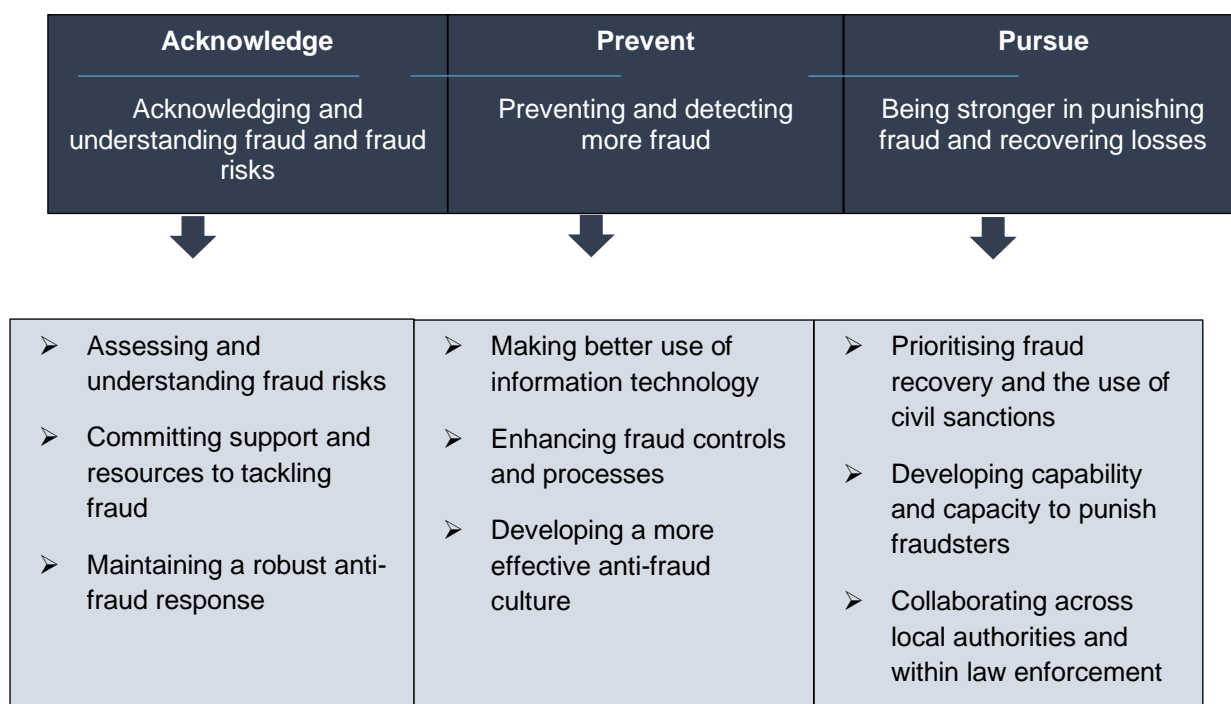 Acknowledge
Acknowledging and
understanding fraud and fraud
risks
Prevent
Preventing and detecting
more fraud
Pursue
Being stronger in punishing
fraud and recovering losses
➢ Assessing and
understanding fraud risks
➢ Committing support and
resources to tackling
fraud
➢ Maintaining a robust anti-
fraud response
➢ Making better use of
information technology
➢ Enhancing fraud controls
and processes
➢ Developing a more
effective anti-fraud
culture
➢ Prioritising fraud
recovery and the use of
civil sanctions
➢ Developing capability
and capacity to punish
fraudsters
➢ Collaborating across
local authorities and
within law enforcement